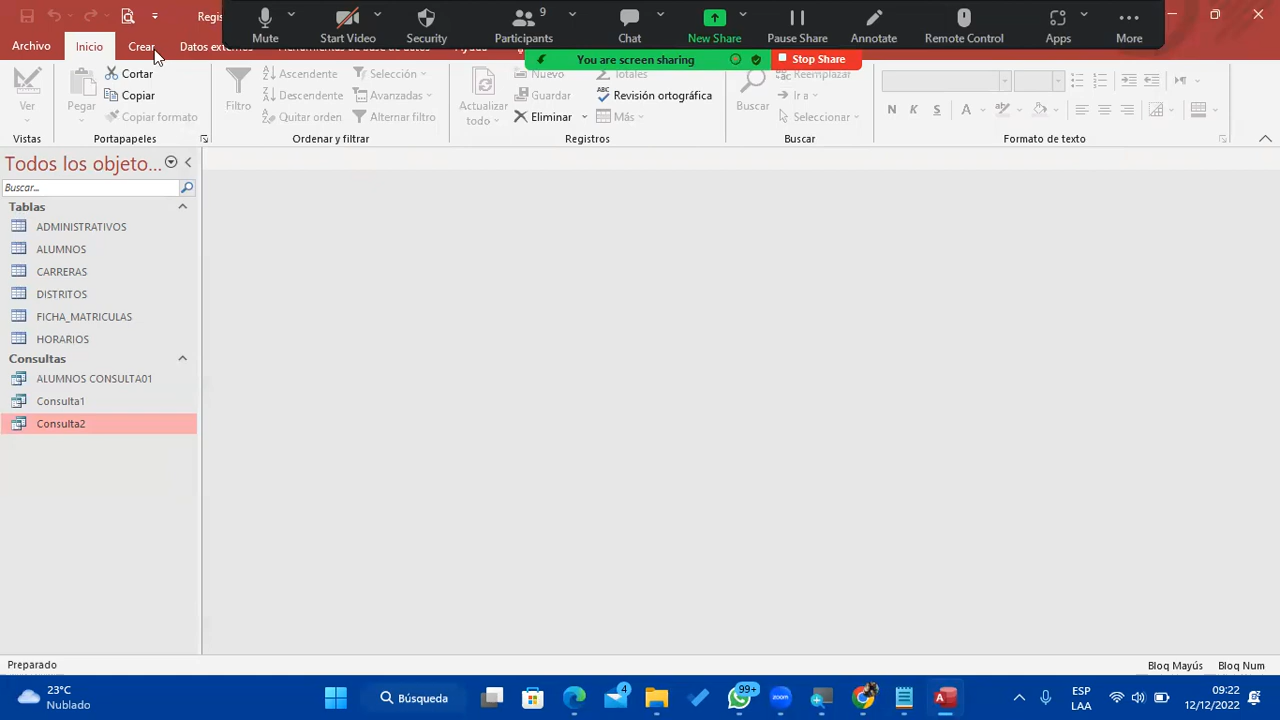 Regis
9
Mute
Start Video
Security
Participants
Chat
New Share
Pause Share
Annotate
Remote Control
Apps
More
Archivo
Inicio
Crear
You are screen sharing
Stop Share
Ver
Pegar
Cortar
Copiar
Copiar formato
Filtro
Ascendente
Descendente
Quitar orden
Selección
Avanzadas
Alternar filtro
Actualizar
todo
Nuevo
Guardar
Eliminar
Totales
ABC
Revisión ortográfica
Más
Buscar
Reemplazar
Ir a
Seleccionar
N K S A
Vistas
Portapapeles
Ordenar y filtrar
Registros
Buscar
Formato de texto
Todos los objeto...
Buscar...
Tablas
ADMINISTRATIVOS
ALUMNOS
CARRERAS
DISTRITOS
FICHA_MATRICULAS
HORARIOS
Consultas
ALUMNOS CONSULTA01
Consulta1
Consulta2
Preparado
Bloq Mayús
Bloq Num
23°C
Nublado
Búsqueda
4
99+
zoom
ESP
LAA
09:22
12/12/2022